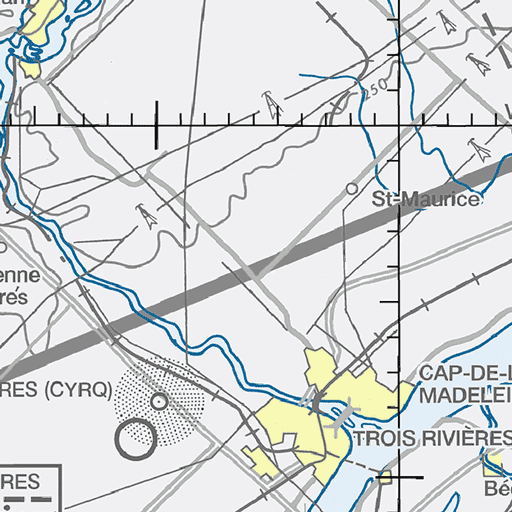 250
St-Maurice
enne
rés
CAP-DE-L
MADELEI
RES (CYRQ)
TROIS RIVIÈRES
RES
Bé